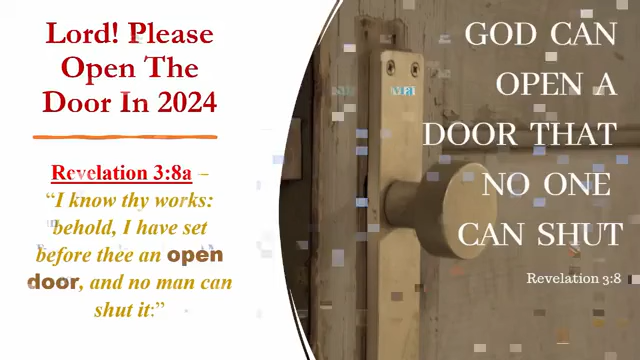 Lord! Please
Open The
Door In 2024
Revelation 3:8a –
“I know thy works:
behold, I have set
before thee an open
door, and no man can
shut it:”
GOD CAN
OPEN A
DOOR THAT
NO ONE
CAN SHUT
Revelation 3:8